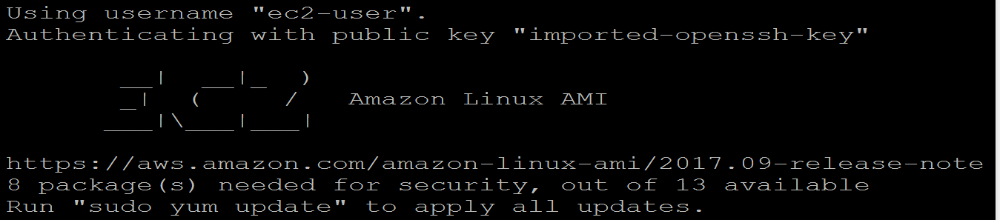 Using username "ec2-user".
Authenticating with public key "imported-openssh-key"
       __|  __|_  )
       _|  (     /   Amazon Linux AMI
      ___|\___|___|
https://aws.amazon.com/amazon-linux-ami/2017.09-release-note
8 package(s) needed for security, out of 13 available
Run "sudo yum update" to apply all updates.